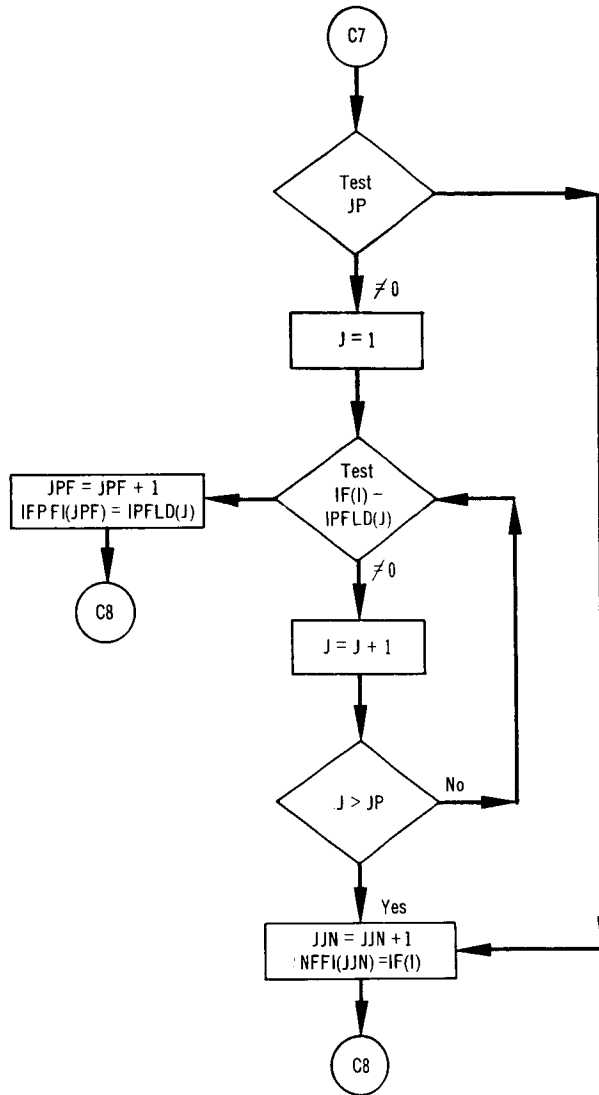 C7
Test
JP
≠0
J = 1
Test
IF(I) –
IPFLD(J)
JPF = JPF + 1
IFPFI(JPF) = IPFLD(J)
C8
≠0
J = J + 1
J > JP
No
Yes
JJN = JJN + 1
NFFI(JJN) = IF(I)
C8